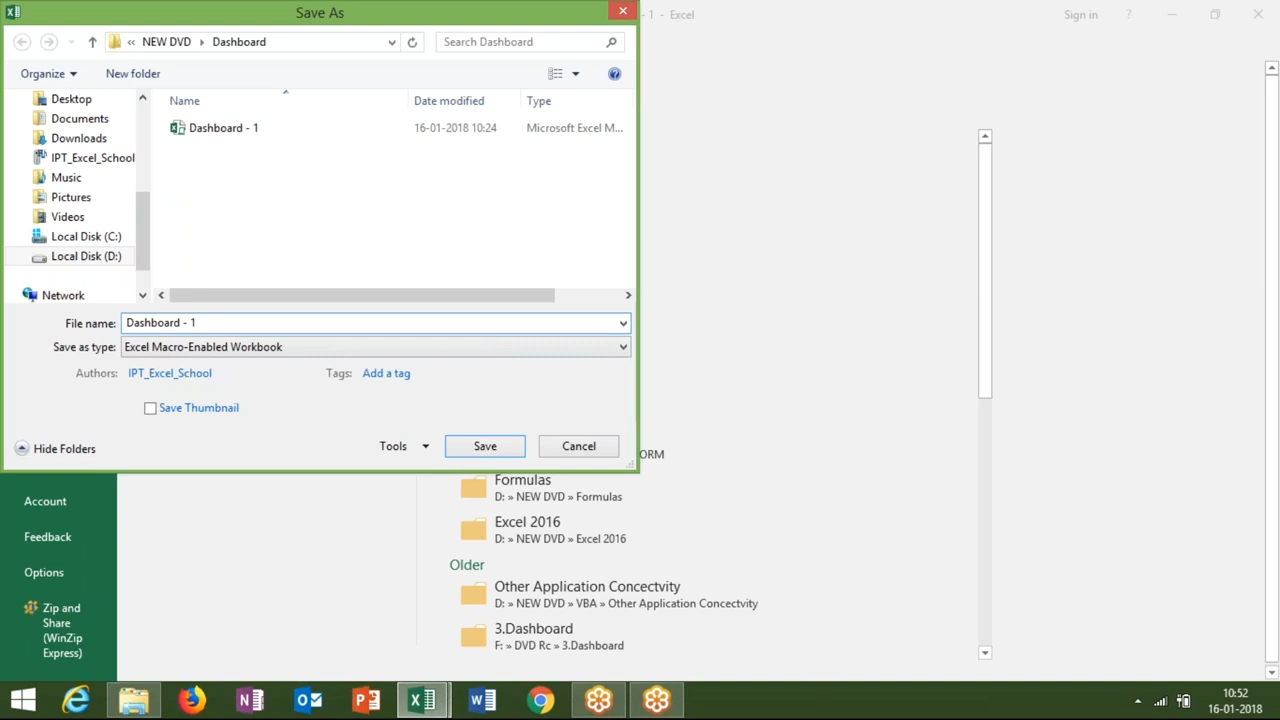 Save As
- 1 - Excel
Sign in
?
« NEW DVD Dashboard
Search Dashboard
Organize
New folder
Name
Date modified
Type
Desktop
Documents
Downloads
IPT_Excel_School
Music
Pictures
Videos
Local Disk (C:)
Local Disk (D:)
Network
Dashboard - 1
16-01-2018 10:24
Microsoft Excel M...
File name: Dashboard - 1
Save as type: Excel Macro-Enabled Workbook
Authors: IPT_Excel_School
Tags: Add a tag
Save Thumbnail
Hide Folders
Tools
Save
Cancel
ORM
Formulas
D: » NEW DVD » Formulas
Excel 2016
D: » NEW DVD » Excel 2016
Older
Other Application Concectvity
D: » NEW DVD » VBA » Other Application Concectvity
3.Dashboard
F: » DVD Rc » 3.Dashboard
Account
Feedback
Options
Zip and
Share
(WinZip
Express)
10:52
16-01-2018